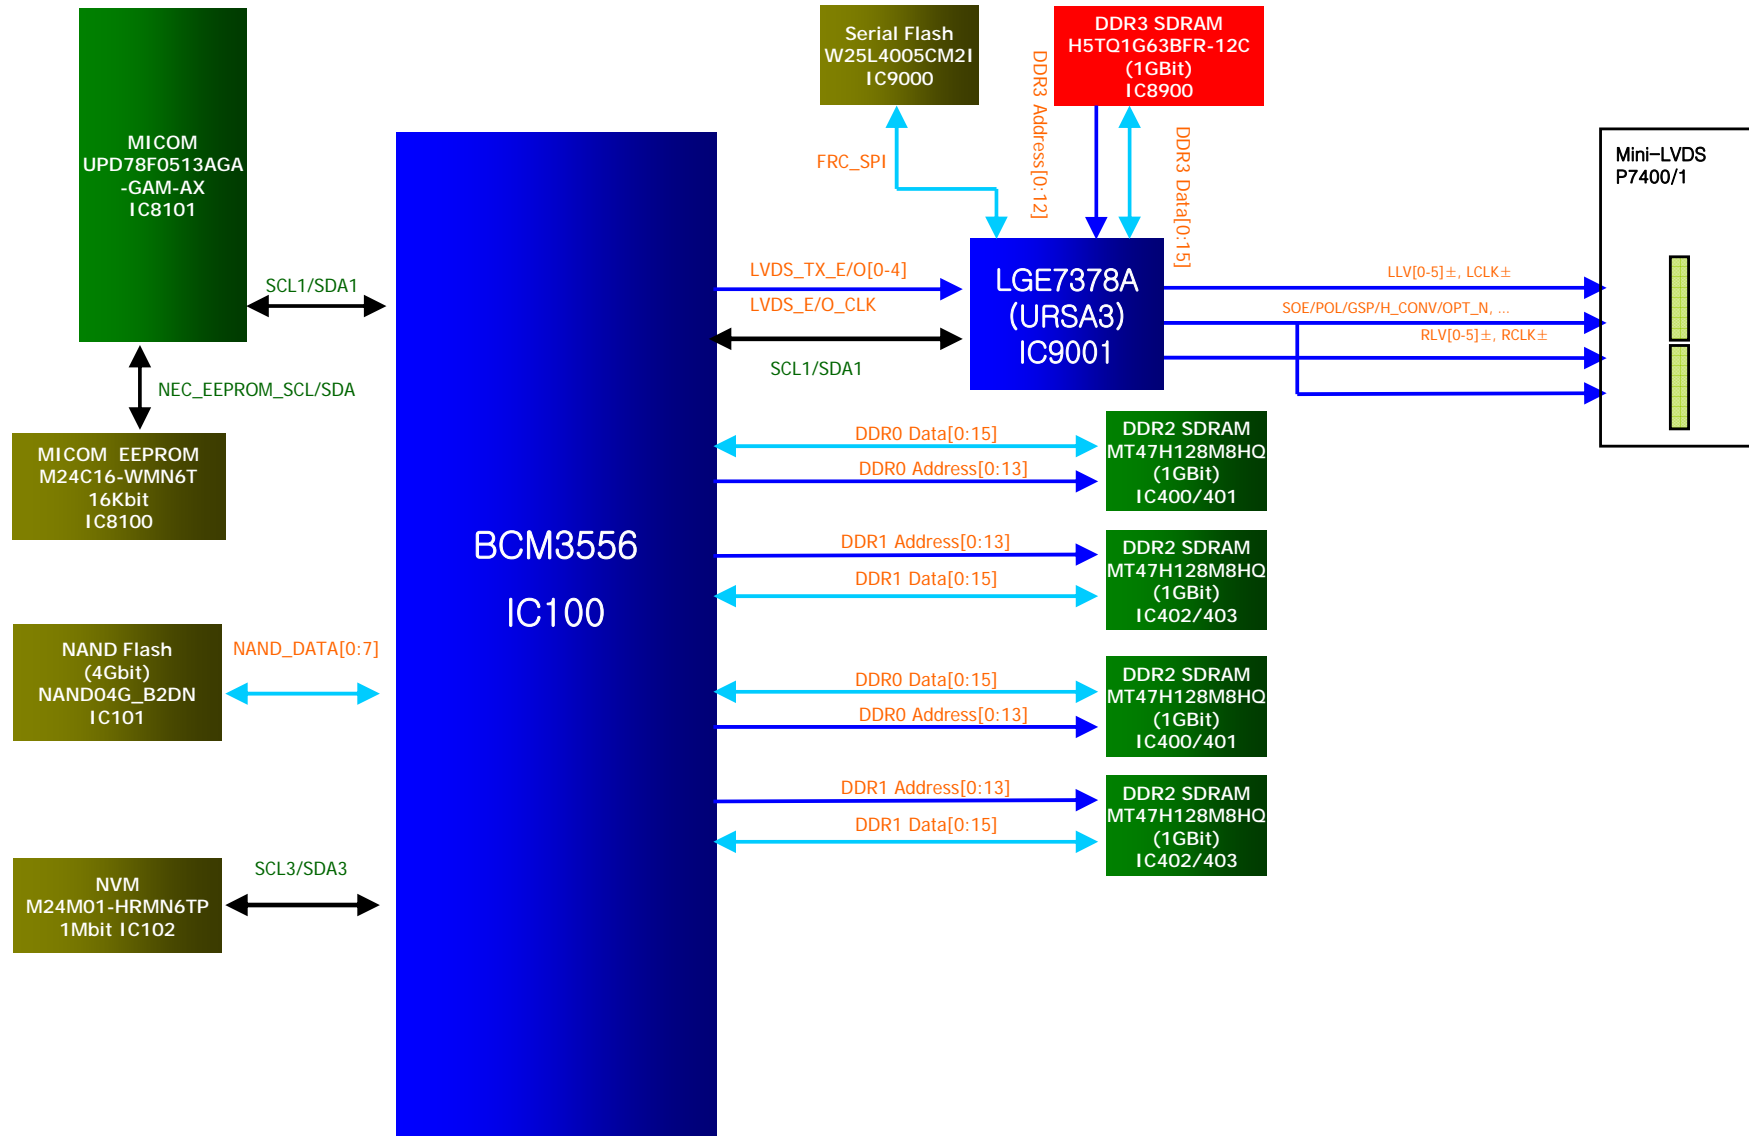 Serial Flash
W25L4005CM2I
IC9000
DDR3 SDRAM
H5TQ1G63BFR-12C
(1GBit)
IC8900
DDR3 Address[0:12]
DDR3 Data[0:15]
FRC_SPI
MICOM
UPD78F0513AGA
-GAM-AX
IC8101
Mini-LVDS
P7400/1
SCL1/SDA1
LVDS_TX_E/O[0-4]
LVDS_E/O_CLK
SCL1/SDA1
LGE7378A
(URSA3)
IC9001
LLV[0-5]±, LCLK±
SOE/POL/GSP/H_CONV/OPT_N, ...
RLV[0-5]±, RCLK±
NEC_EEPROM_SCL/SDA
MICOM EEPROM
M24C16-WMN6T
16Kbit
IC8100
DDR0 Data[0:15]
DDR0 Address[0:13]
DDR2 SDRAM
MT47H128M8HQ
(1GBit)
IC400/401
BCM3556
IC100
DDR1 Address[0:13]
DDR1 Data[0:15]
DDR2 SDRAM
MT47H128M8HQ
(1GBit)
IC402/403
NAND Flash
(4Gbit)
NAND04G_B2DN
IC101
NAND_DATA[0:7]
DDR0 Data[0:15]
DDR0 Address[0:13]
DDR2 SDRAM
MT47H128M8HQ
(1GBit)
IC400/401
DDR1 Address[0:13]
DDR1 Data[0:15]
DDR2 SDRAM
MT47H128M8HQ
(1GBit)
IC402/403
NVM
M24M01-HRMN6TP
1Mbit IC102
SCL3/SDA3